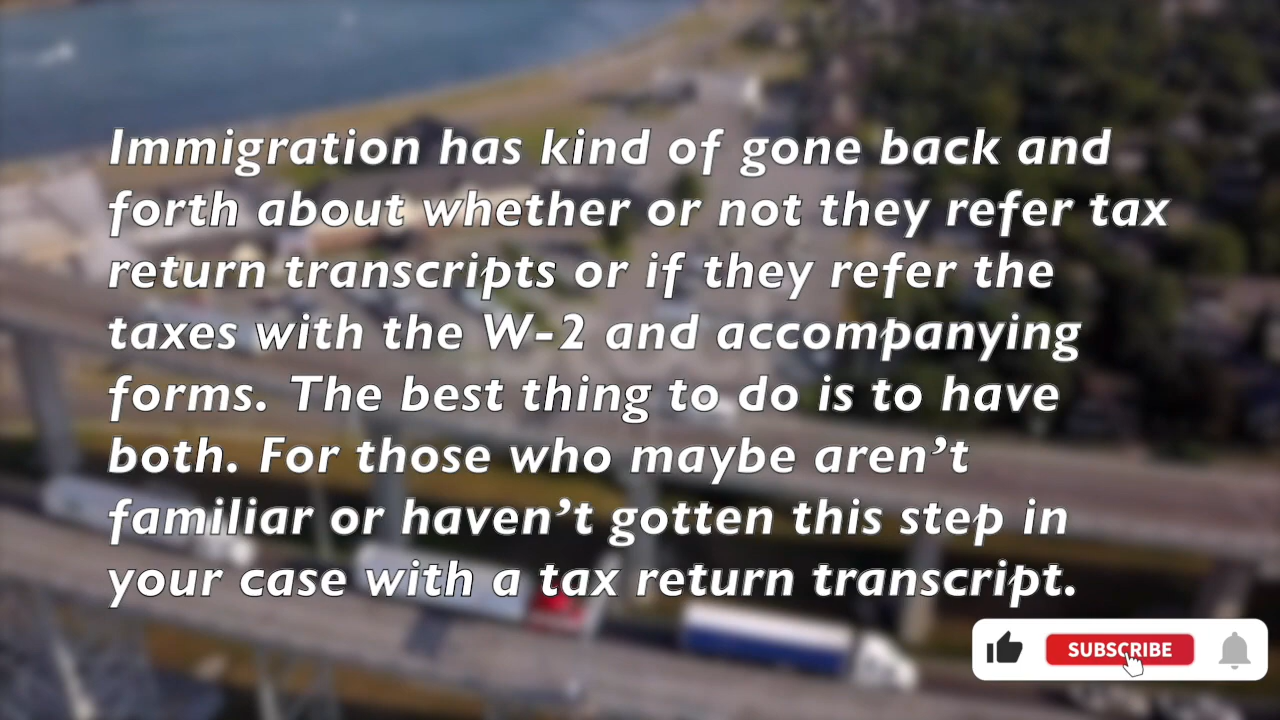 Immigration has kind of gone back and
forth about whether or not they refer tax
return transcripts or if they refer the
taxes with the W-2 and accompanying
forms. The best thing to do is to have
both. For those who maybe aren’t
familiar or haven’t gotten this step in
your case with a tax return transcript.
SUBSCRIBE